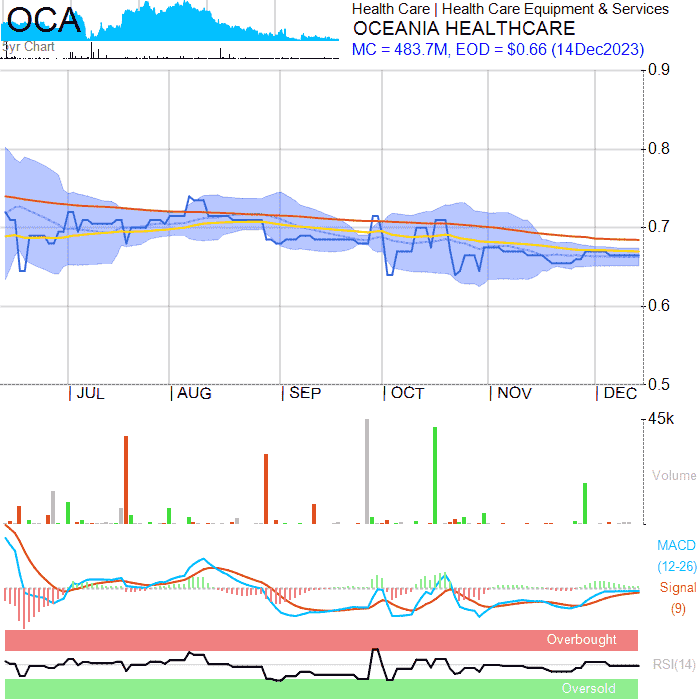 OCA
5yr Chart
Health Care | Health Care Equipment & Services
OCEANIA HEALTHCARE
MC = 483.7M, EOD = $0.66 (14Dec2023)
0.9
0.8
0.7
0.6
0.5
JUL AUG SEP OCT NOV DEC
45k
Volume
MACD
(12-26)
Signal
(9)
Overbought
RSI(14)
Oversold